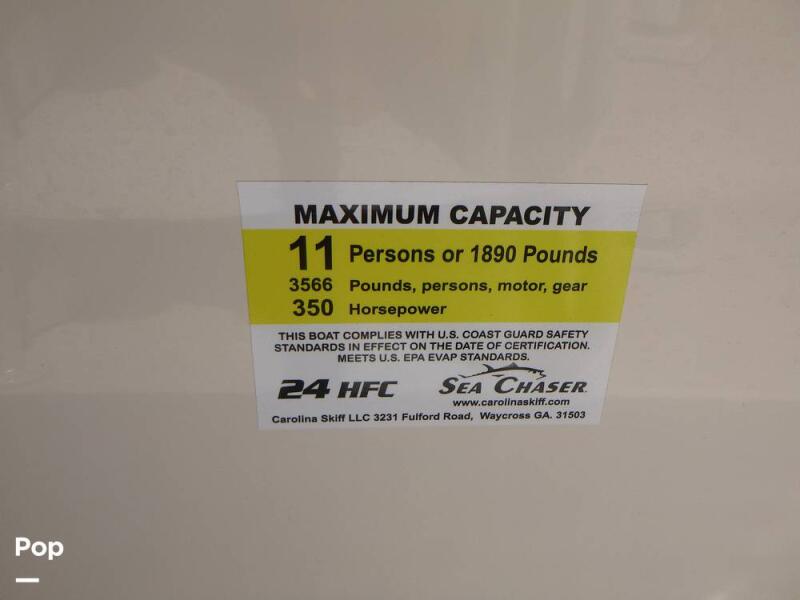 MAXIMUM CAPACITY
11 Persons or 1890 Pounds
3566 Pounds, persons, motor, gear
350 Horsepower
THIS BOAT COMPLIES WITH U.S. COAST GUARD SAFETY
STANDARDS IN EFFECT ON THE DATE OF CERTIFICATION.
MEETS U.S. EPA EVAP STANDARDS.
24 HFC SEA CHASER
www.carolinaskiff.com
Carolina Skiff LLC 3231 Fulford Road, Waycross GA. 31503
Pop